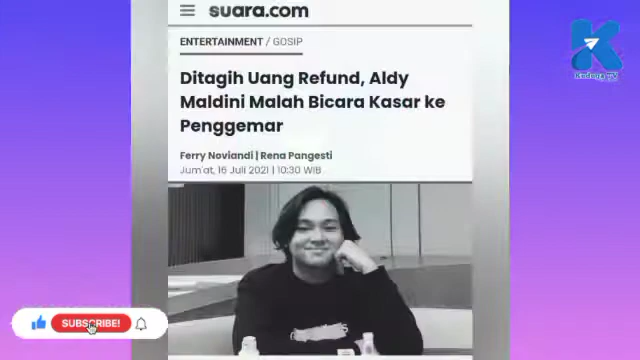 suara.com
ENTERTAINMENT / GOSIP
Ditagih Uang Refund, Aldy
Maldini Malah Bicara Kasar ke
Penggemar
Ferry Noviandi | Rena Pangesti
Jum'at, 16 Juli 2021 | 10:30 WIB
SUBSCRIBE!